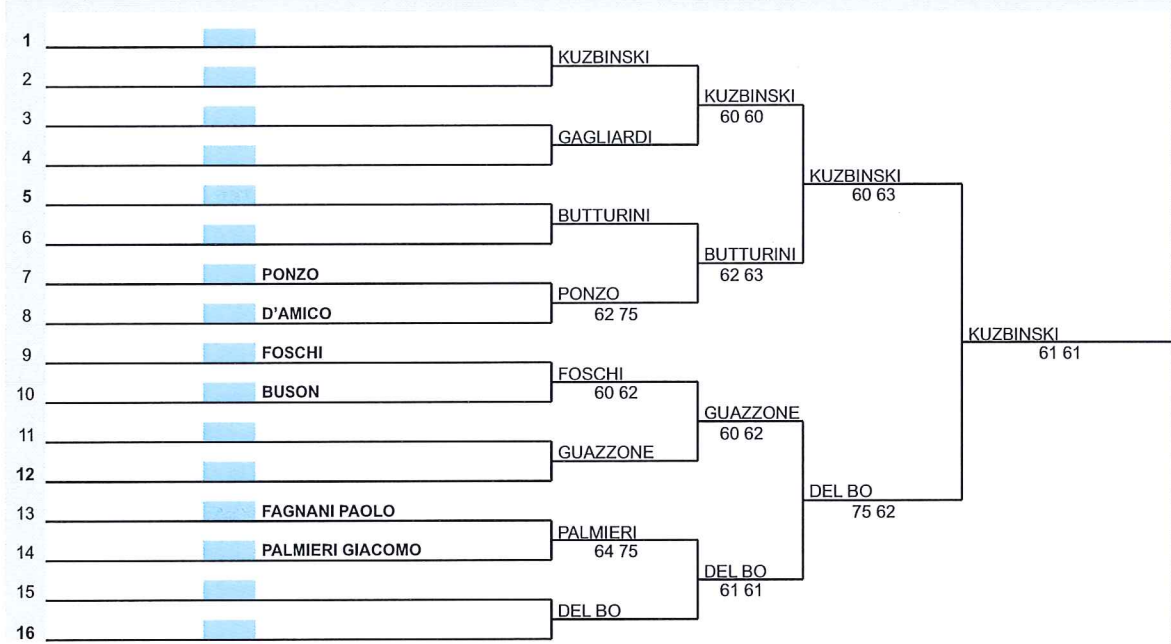 1
KUZBINSKI
2
KUZBINSKI
60 60
3
GAGLIARDI
4
KUZBINSKI
60 63
5
BUTTURINI
6
BUTTURINI
62 63
7 PONZO
PONZO
62 75
8 D'AMICO
KUZBINSKI
61 61
9 FOSCHI
FOSCHI
60 62
10 BUSON
GUAZZONE
60 62
11
GUAZZONE
12
DEL BO
75 62
13 FAGNANI PAOLO
PALMIERI
64 75
14 PALMIERI GIACOMO
DEL BO
61 61
15
DEL BO
16